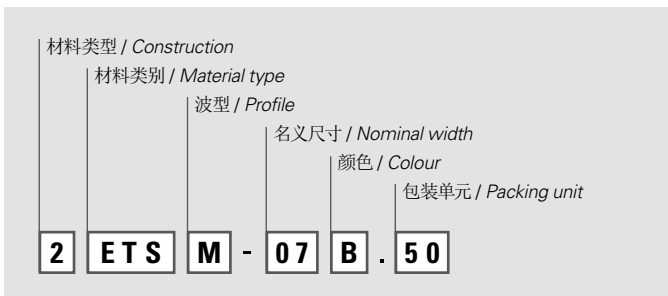 材料类型 / Construction
材料类别 / Material type
波型 / Profile
名义尺寸 / Nominal width
颜色 / Colour
包装单元 / Packing unit
2 ETS M - 07 B . 50